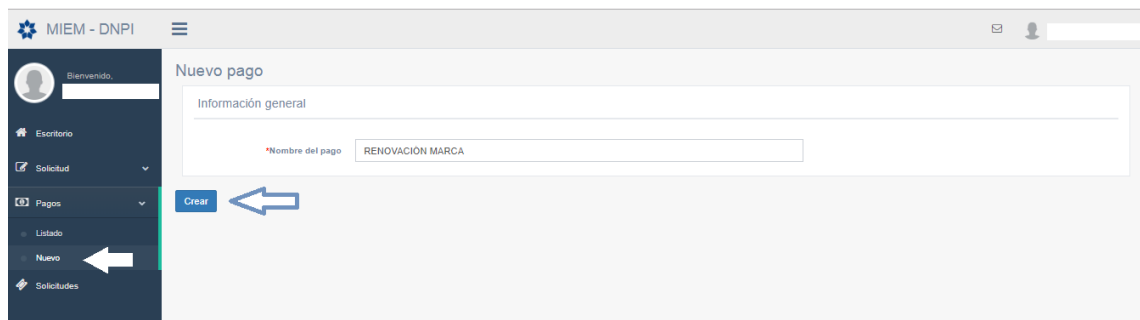 MIEM - DNPI
Bienvenido,
Escritorio
Solicitud
Pagos
Listado
Nuevo
Solicitudes
Nuevo pago
Información general
*Nombre del pago
RENOVACIÓN MARCA
Crear